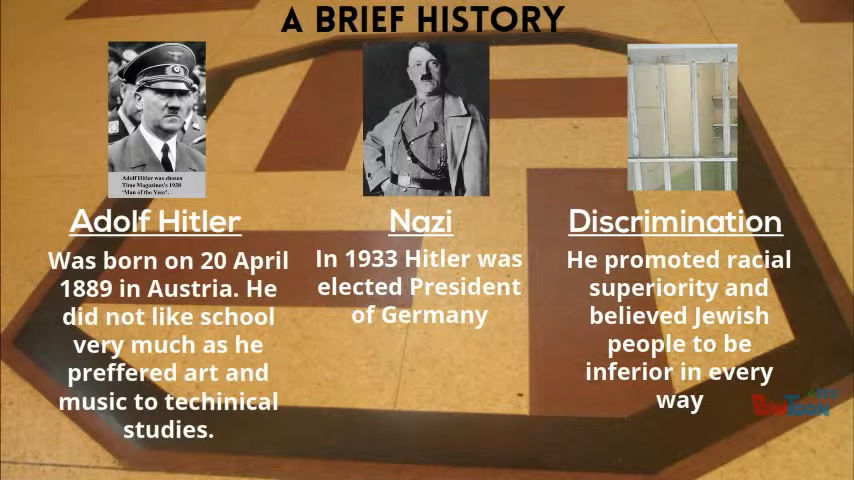 A BRIEF HISTORY
Adolf Hitler was chosen
Time Magazines's 1938
"Man of the Year".
Adolf Hitler
Was born on 20 April
1889 in Austria. He
did not like school
very much as he
preffered art and
music to techinical
studies.
Nazi
In 1933 Hitler was
elected President
of Germany
Discrimination
He promoted racial
superiority and
believed Jewish
people to be
inferior in every
way
PowToon